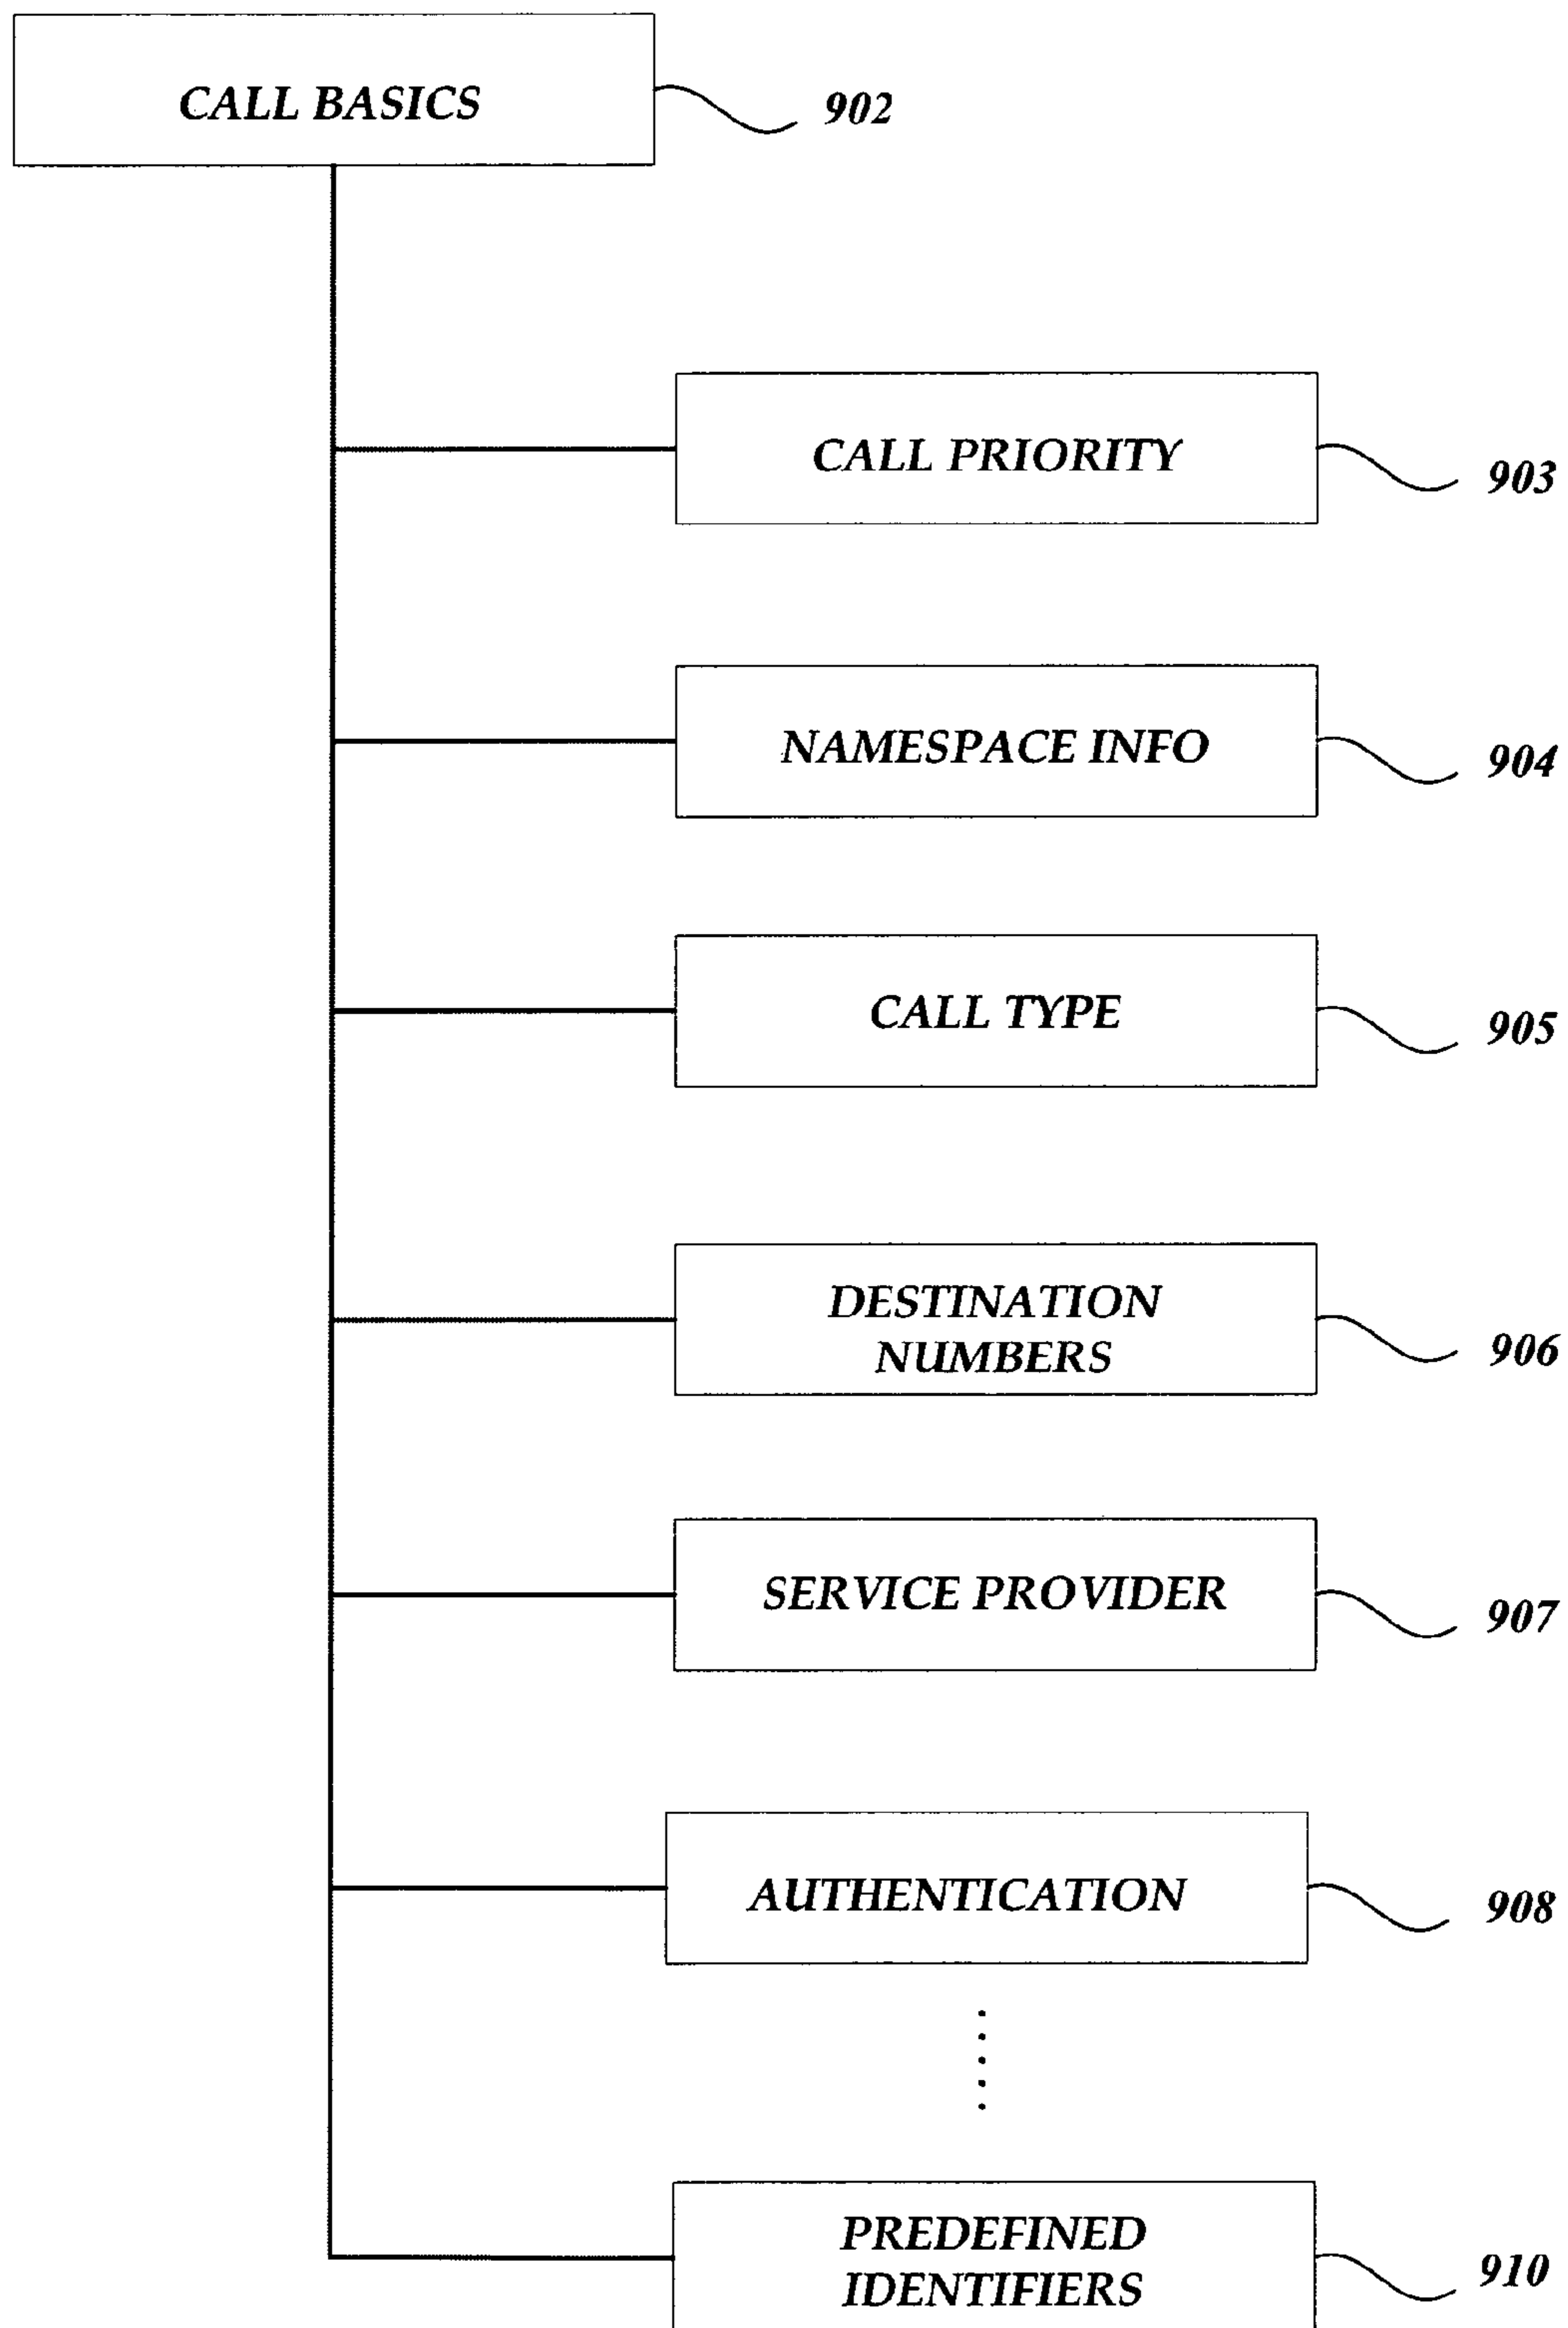 CALL BASICS
902
CALL PRIORITY
903
NAMESPACE INFO
904
CALL TYPE
905
DESTINATION
NUMBERS
906
SERVICE PROVIDER
907
AUTHENTICATION
908
PREDEFINED
IDENTIFIERS
910